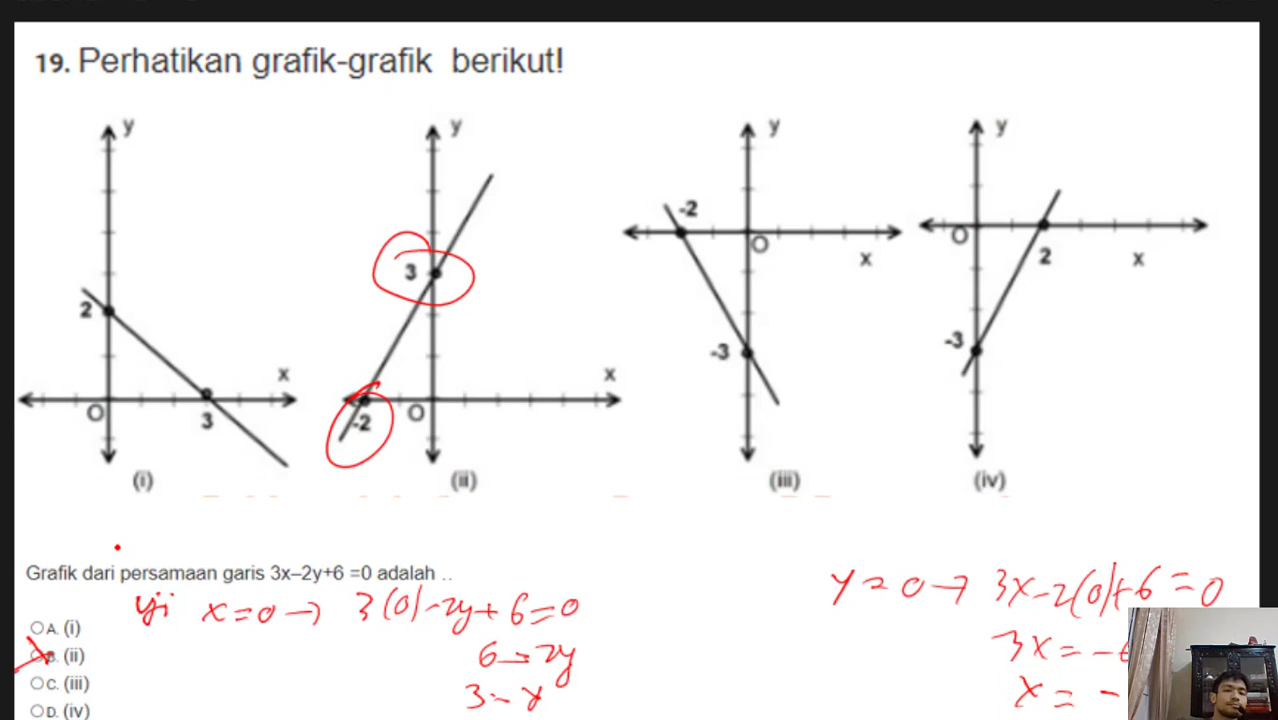 19. Perhatikan grafik-grafik berikut!
y
2
O
3
x
(i)
y
3
-2
O
x
(ii)
y
-2
O
x
-3
(iii)
y
O
2
x
-3
(iv)
Grafik dari persamaan garis 3x–2y+6 =0 adalah ..
x=0→ 3(0)-2y+6=0
6=2y
3=y
y=0→ 3x-2(0)+6=0
3x=-6
x=-
A. (i)
B. (ii)
C. (iii)
D. (iv)